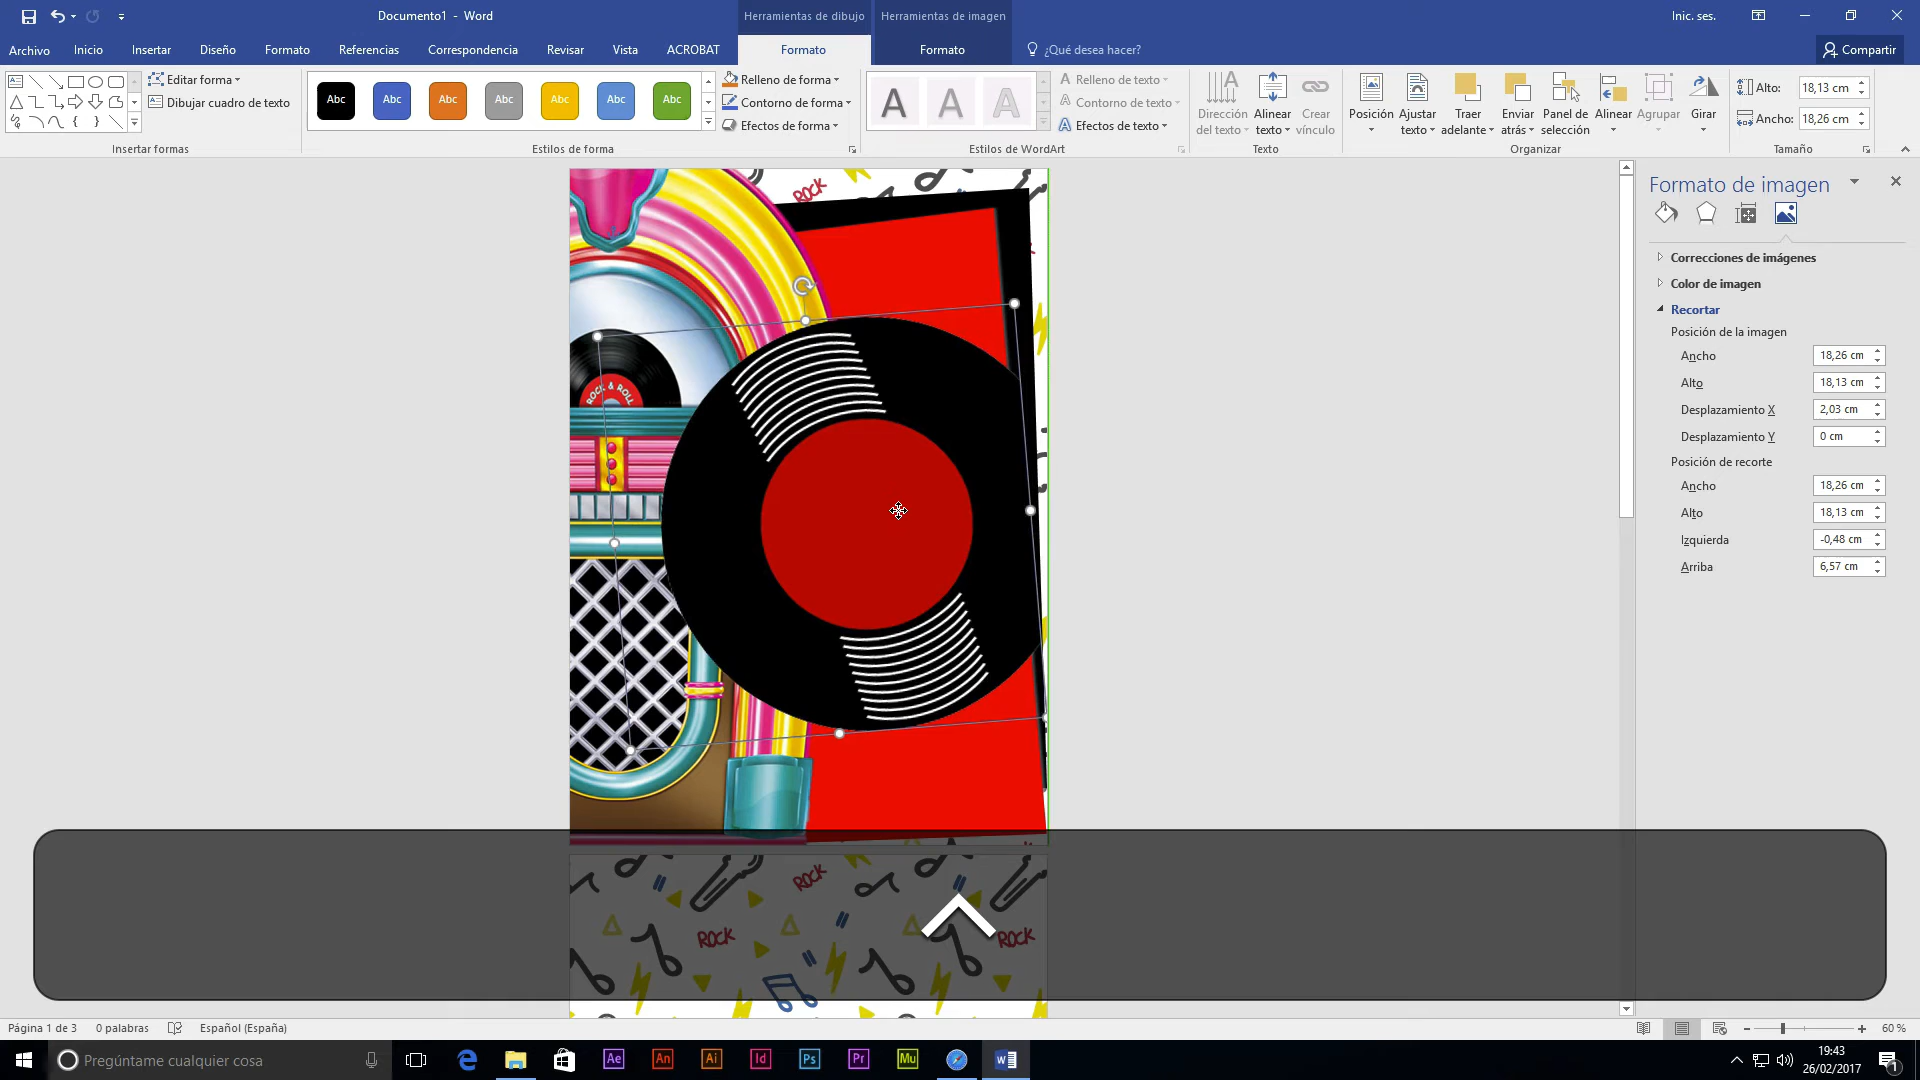 Documento1 - Word
Herramientas de dibujo
Herramientas de imagen
Inic. ses.
Archivo
Inicio
Insertar
Diseño
Formato
Referencias
Correspondencia
Revisar
Vista
ACROBAT
Formato
Formato
¿Qué desea hacer?
Compartir
Editar forma
Dibujar cuadro de texto
Insertar formas
Abc
Abc
Abc
Abc
Abc
Abc
Abc
Relleno de forma
Contorno de forma
Efectos de forma
Estilos de forma
A
A
A
Relleno de texto
Contorno de texto
Efectos de texto
Estilos de WordArt
Dirección del texto
Alinear texto
Crear vínculo
Texto
Posición
Ajustar texto
Traer adelante
Enviar atrás
Panel de selección
Alinear
Agrupar
Girar
Organizar
Alto: 18,13 cm
Ancho: 18,26 cm
Tamaño
Formato de imagen
Correcciones de imágenes
Color de imagen
Recortar
Posición de la imagen
Ancho 18,26 cm
Alto 18,13 cm
Desplazamiento X 2,03 cm
Desplazamiento Y 0 cm
Posición de recorte
Ancho 18,26 cm
Alto 18,13 cm
Izquierda -0,48 cm
Arriba 6,57 cm
ROCK
ROCK & ROLL
ROCK
ROCK
ROCK
Página 1 de 3
0 palabras
Español (España)
60 %
Pregúntame cualquier cosa
Ae
An
Ai
Id
Ps
Pr
Mu
19:43
26/02/2017
1